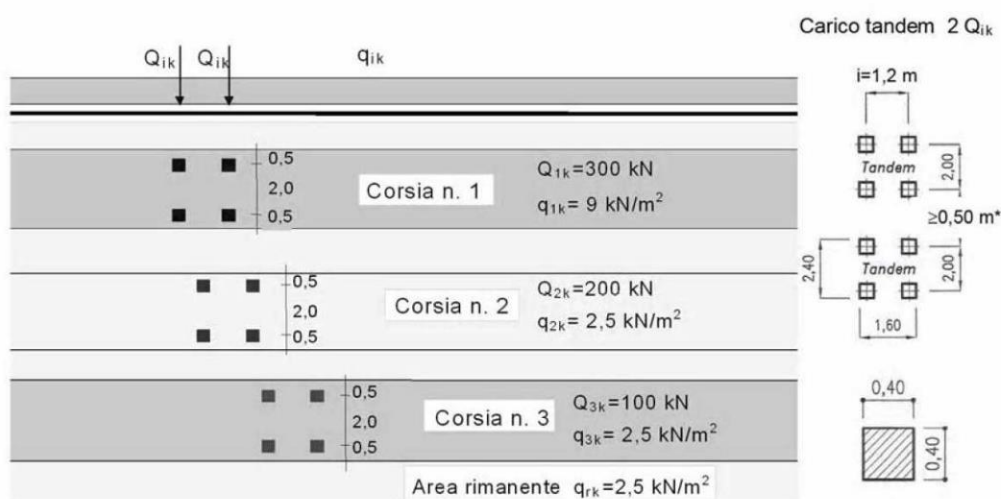 Carico tandem 2 Qik
Qik Qik qik
i=1,2 m
0,5
2,0
0,5
Corsia n. 1
Q1k=300 kN
q1k= 9 kN/m²
Tandem
2,00
≥0,50 m*
0,5
2,0
0,5
Corsia n. 2
Q2k=200 kN
q2k= 2,5 kN/m²
2,40
Tandem
2,00
1,60
0,5
2,0
0,5
Corsia n. 3
Q3k=100 kN
q3k= 2,5 kN/m²
0,40
0,40
Area rimanente qrk=2,5 kN/m²